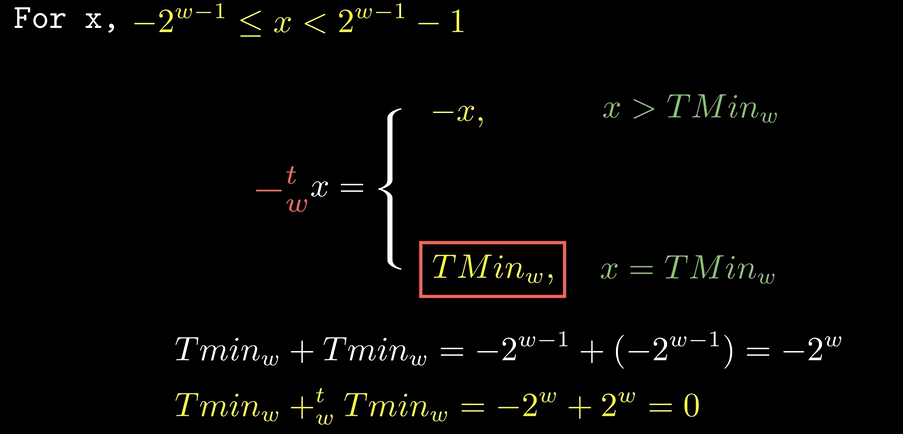 For x, $-2^{w-1} \leq x < 2^{w-1} - 1$
$-x,$ $x > TMin_w$
$-^t_w x =$ {
$TMin_w,$ $x = TMin_w$
$Tmin_w + Tmin_w = -2^{w-1} + (-2^{w-1}) = -2^w$
$Tmin_w +^t_w Tmin_w = -2^w + 2^w = 0$